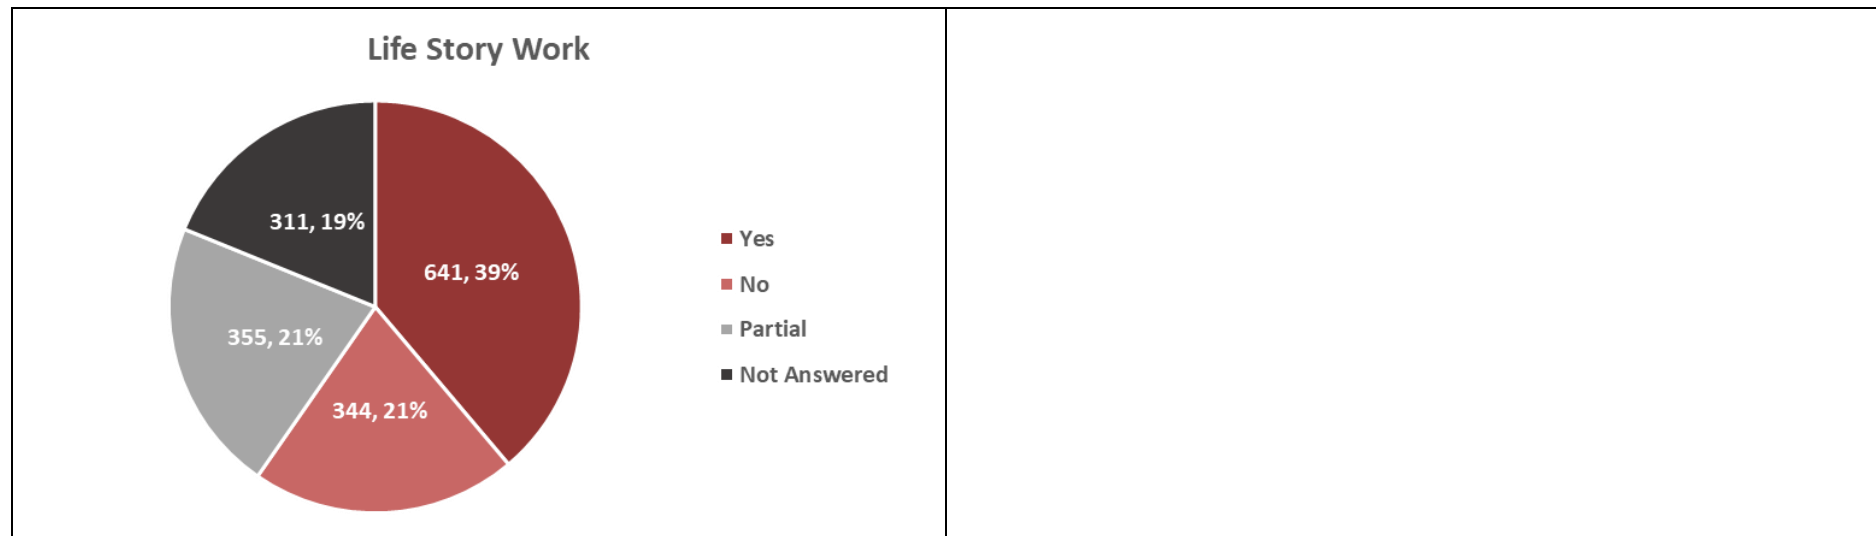 Life Story Work
311, 19%
641, 39%
355, 21%
344, 21%
Yes
No
Partial
Not Answered